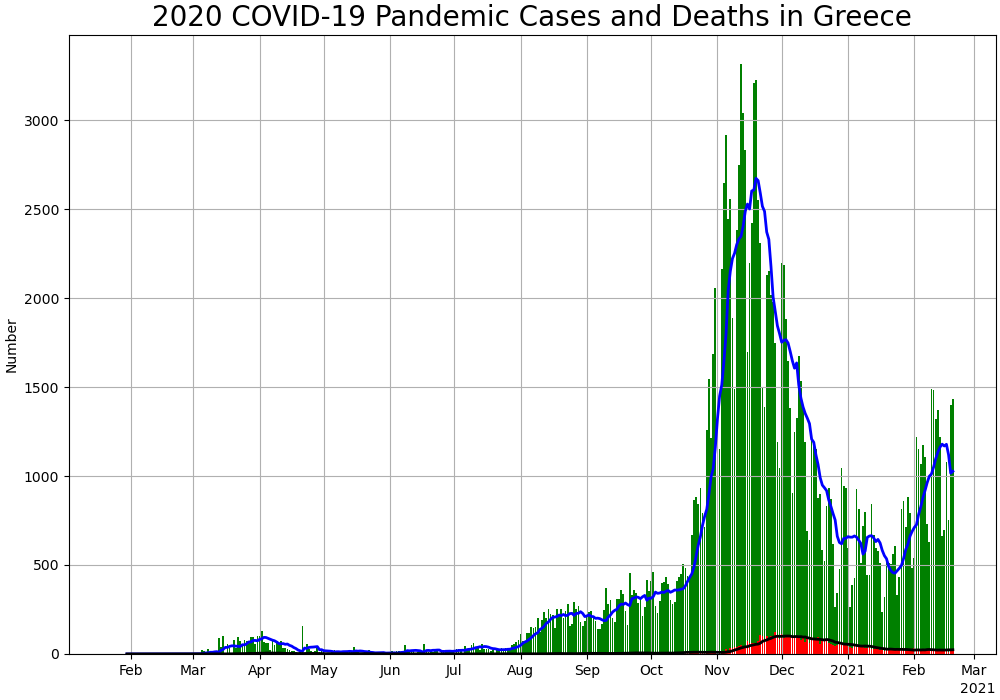 2020 COVID-19 Pandemic Cases and Deaths in Greece
Number
3000
2500
2000
1500
1000
500
0
Feb Mar Apr May Jun Jul Aug Sep Oct Nov Dec 2021 Feb Mar
2021